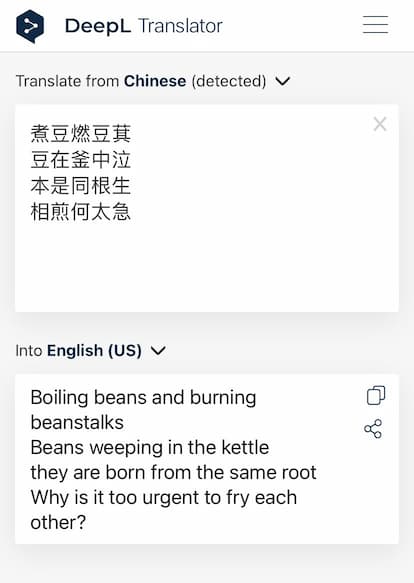 DeepL Translator
Translate from Chinese (detected)
煮豆燃豆萁
豆在釜中泣
本是同根生
相煎何太急
Into English (US)
Boiling beans and burning
beanstalks
Beans weeping in the kettle
they are born from the same root
Why is it too urgent to fry each
other?